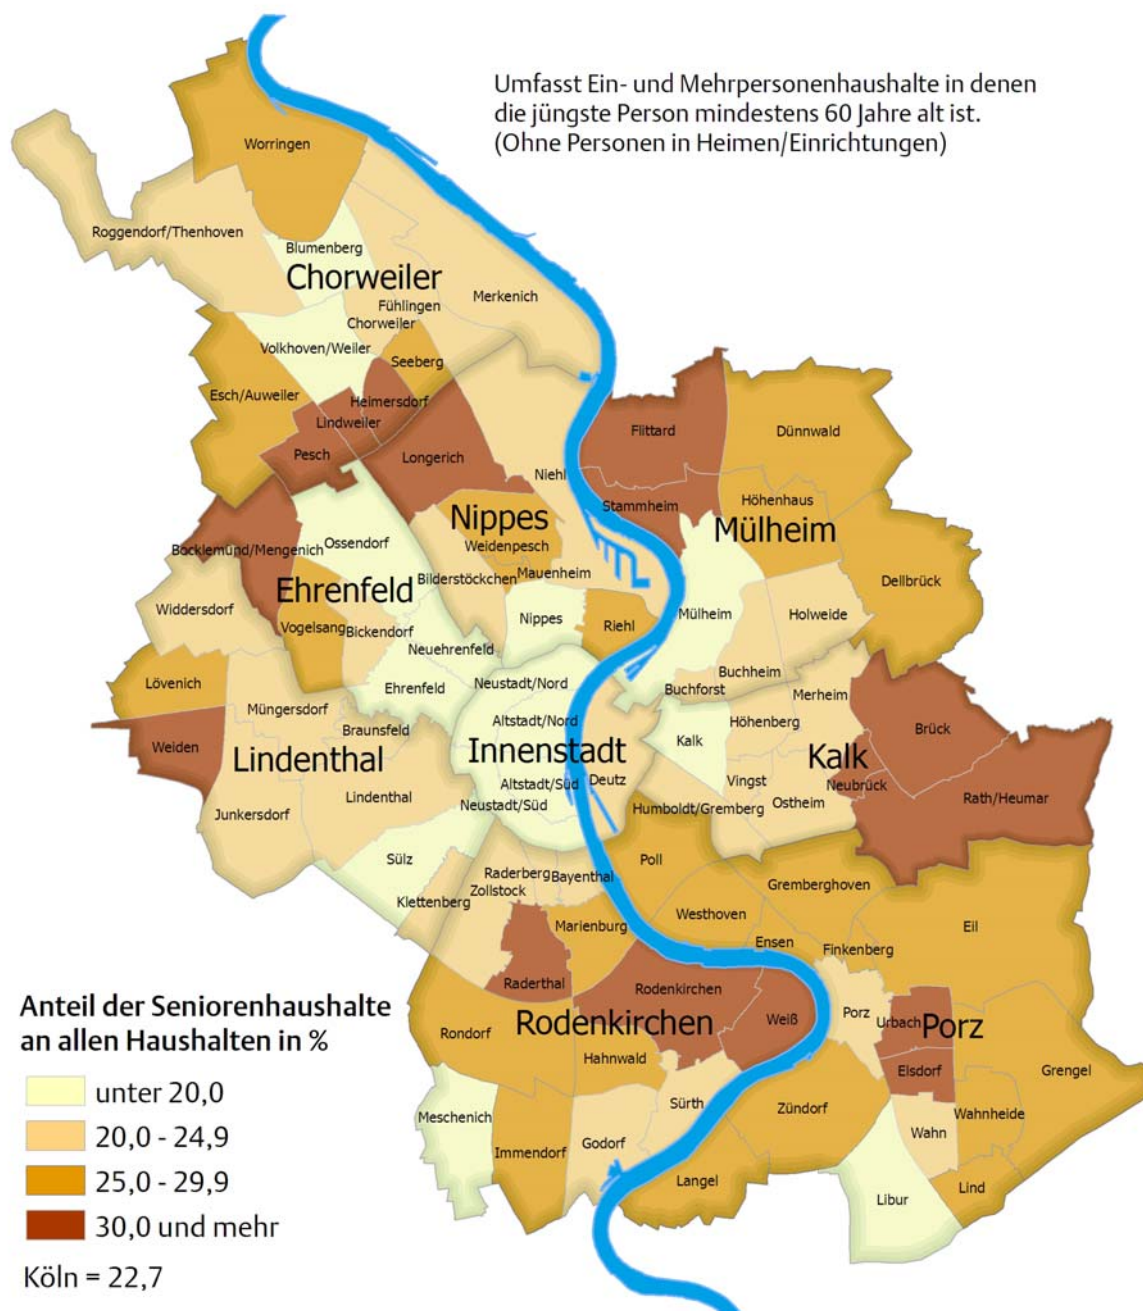 Umfasst Ein- und Mehrpersonenhaushalte in denen
die jüngste Person mindestens 60 Jahre alt ist.
(Ohne Personen in Heimen/Einrichtungen)
Worringen
Roggendorf/Thenhoven
Blumenberg
Chorweiler
Merkenich
Fühlingen
Chorweiler
Volkhoven/Weiler
Seeberg
Esch/Auweiler
Heimersdorf
Lindweiler
Pesch
Longerich
Flittard
Dünnwald
Niehl
Höhenhaus
Stammheim
Nippes
Mülheim
Weidenpesch
Ossendorf
Bocklemünd/Mengenich
Mauenheim
Bilderstöckchen
Dellbrück
Ehrenfeld
Widdersdorf
Nippes
Riehl
Mülheim
Holweide
Vogelsang
Bickendorf
Neuehrenfeld
Buchheim
Lövenich
Ehrenfeld
Neustadt/Nord
Buchforst
Merheim
Müngersdorf
Altstadt/Nord
Höhenberg
Braunsfeld
Brück
Weiden
Lindenthal
Innenstadt
Kalk
Kalk
Deutz
Vingst
Neubrück
Altstadt/Süd
Lindenthal
Rath/Heumar
Neustadt/Süd
Humboldt/Gremberg
Ostheim
Junkersdorf
Sülz
Poll
Raderberg
Bayenthal
Zollstock
Klettenberg
Gremberghoven
Westhoven
Marienburg
Eil
Ensen
Finkenberg
Raderthal
Rodenkirchen
Weiß
Porz
Urbach
Porz
Rodenkirchen
Rondorf
Hahnwald
Elsdorf
Grengel
Sürth
Zündorf
Meschenich
Wahnheide
Wahn
Godorf
Immendorf
Langel
Lind
Libur
Anteil der Seniorenhaushalte
an allen Haushalten in %
unter 20,0
20,0 - 24,9
25,0 - 29,9
30,0 und mehr
Köln = 22,7